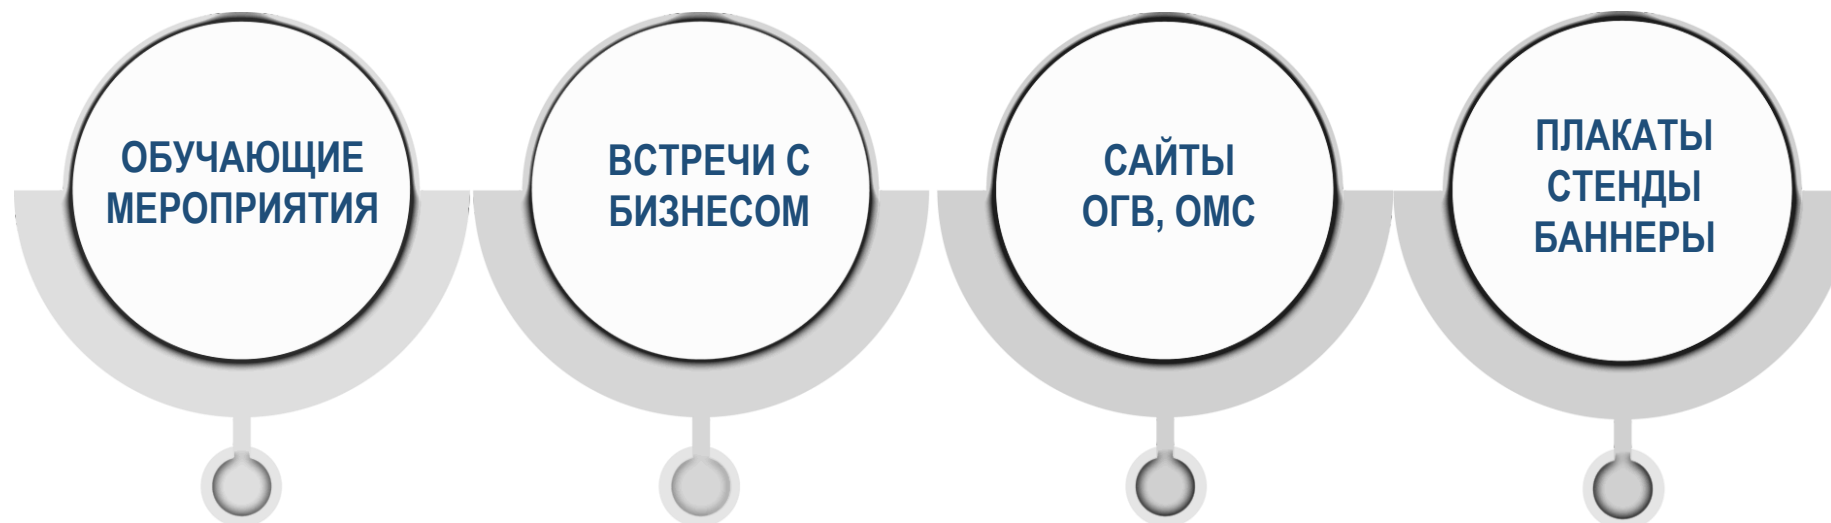 ОБУЧАЮЩИЕ
МЕРОПРИЯТИЯ
ВСТРЕЧИ С
БИЗНЕСОМ
САЙТЫ
ОГВ, ОМС
ПЛАКАТЫ
СТЕНДЫ
БАННЕРЫ